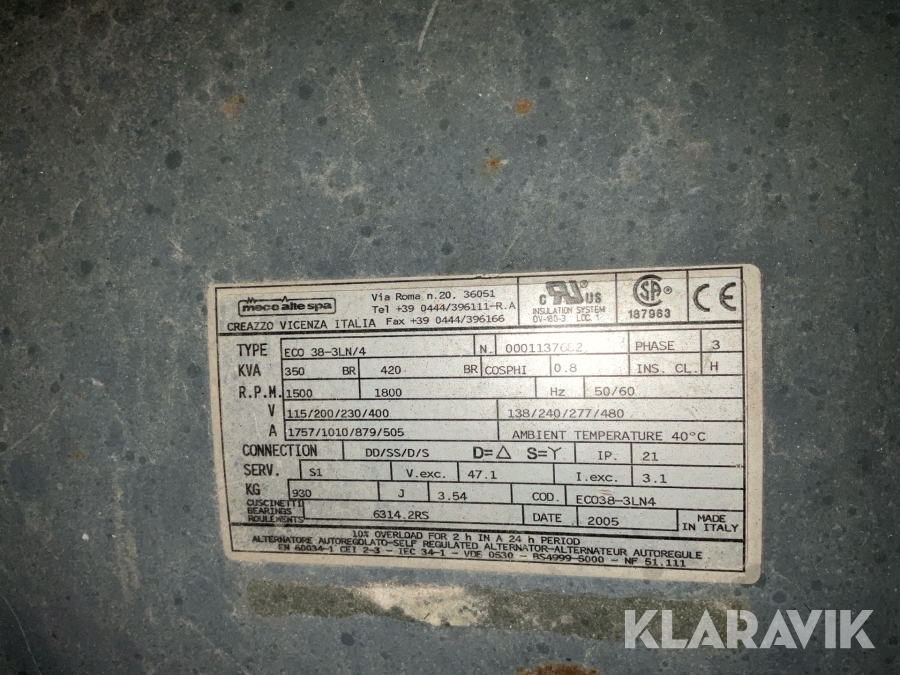 mecc alte spa
Via Roma n.20. 36051
Tel +39 0444/396111-R.A
CREAZZO VICENZA ITALIA Fax +39 0444/396166
C RU US
INSULATION SYSTEM
LOC. 1
SP
187963
CE
TYPE ECO 38-3LN/4 N. PHASE 3
KVA 350 BR 420 BR COSPHI 0.8 INS. CL. H
R.P.M. 1500 1800 Hz 50/60
V 115/200/230/400 138/240/277/480
A 1757/1010/879/505 AMBIENT TEMPERATURE 40°C
CONNECTION DD/SS/D/S D=△ S=Y IP. 21
SERV. S1 V.exc. 47.1 I.exc. 3.1
KG 930 J 3.54 COD. ECO38-3LN4
CUSCINETTI
BEARINGS 6314.2RS DATE 2005 MADE
ROULEMENTS IN ITALY
10% OVERLOAD FOR 2 h IN A 24 h PERIOD
ALTERNATORE AUTOREGOLATO-SELF REGULATED ALTERNATOR-ALTERNATEUR AUTOREGULE
EN 60034-1 CEI 2-3 - IEC 34-1 - VDE 0530 - BS4999-5000 - NF 51.111
KLARAVIK